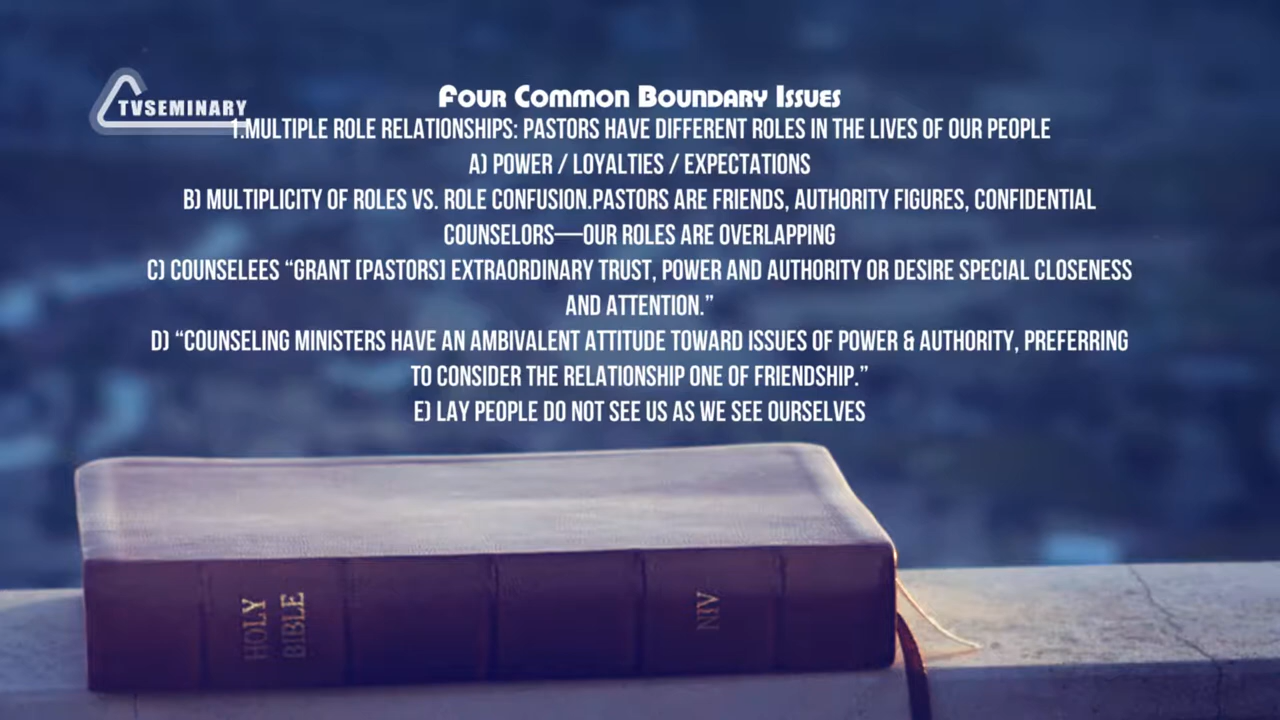 TVSEMINARY
Four Common Boundary Issues
1.MULTIPLE ROLE RELATIONSHIPS: PASTORS HAVE DIFFERENT ROLES IN THE LIVES OF OUR PEOPLE
A) POWER / LOYALTIES / EXPECTATIONS
B) MULTIPLICITY OF ROLES VS. ROLE CONFUSION.PASTORS ARE FRIENDS, AUTHORITY FIGURES, CONFIDENTIAL
COUNSELORS—OUR ROLES ARE OVERLAPPING
C) COUNSELEES “GRANT [PASTORS] EXTRAORDINARY TRUST, POWER AND AUTHORITY OR DESIRE SPECIAL CLOSENESS
AND ATTENTION.”
D) “COUNSELING MINISTERS HAVE AN AMBIVALENT ATTITUDE TOWARD ISSUES OF POWER & AUTHORITY, PREFERRING
TO CONSIDER THE RELATIONSHIP ONE OF FRIENDSHIP.”
E) LAY PEOPLE DO NOT SEE US AS WE SEE OURSELVES
HOLY
BIBLE
NIV